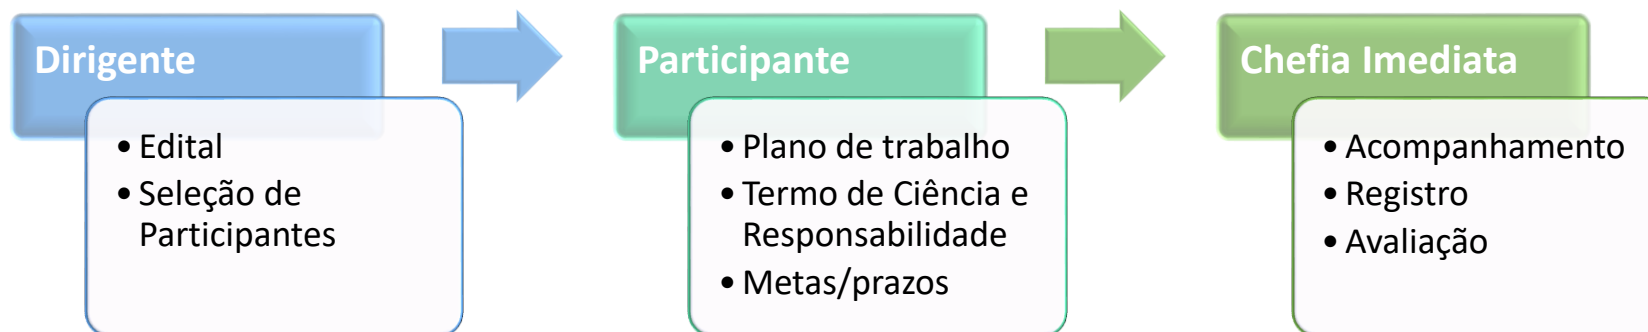 Dirigente
• Edital
• Seleção de
Participantes
Participante
• Plano de trabalho
• Termo de Ciência e
Responsabilidade
• Metas/prazos
Chefia Imediata
• Acompanhamento
• Registro
• Avaliação